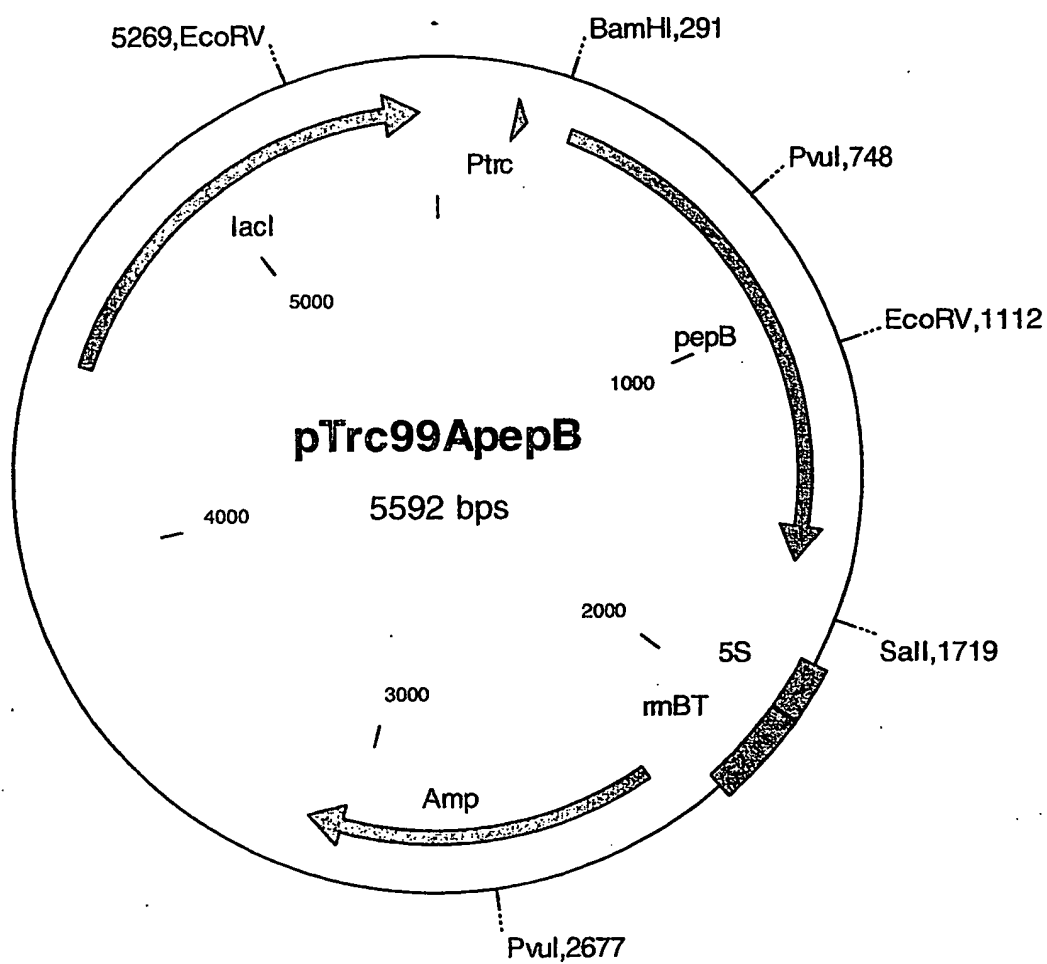 5269,EcoRV
BamHI,291
Ptrc
PvuI,748
I
lacI
5000
EcoRV,1112
pepB
1000
pTrc99ApepB
5592 bps
4000
2000
5S
SalI,1719
3000
rrnBT
Amp
PvuI,2677